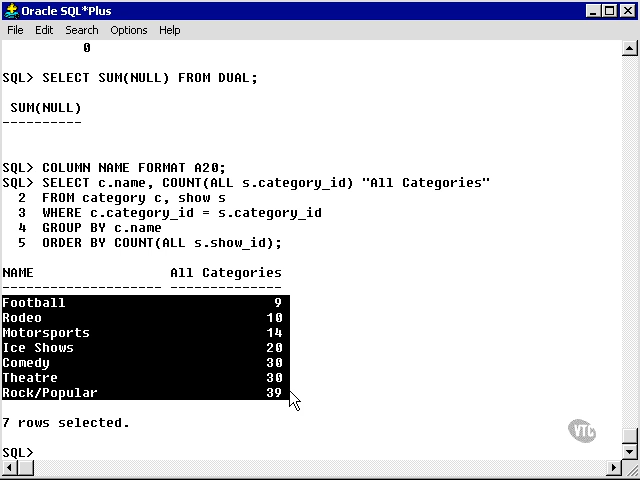 Oracle SQL*Plus
File Edit Search Options Help
0
SQL> SELECT SUM(NULL) FROM DUAL;
SUM(NULL)
----------
SQL> COLUMN NAME FORMAT A20;
SQL> SELECT c.name, COUNT(ALL s.category_id) "All Categories"
2 FROM category c, show s
3 WHERE c.category_id = s.category_id
4 GROUP BY c.name
5 ORDER BY COUNT(ALL s.show_id);
NAME All Categories
-------------------- --------------
Football 9
Rodeo 10
Motorsports 14
Ice Shows 20
Comedy 30
Theatre 30
Rock/Popular 39
7 rows selected.
VTC
SQL>